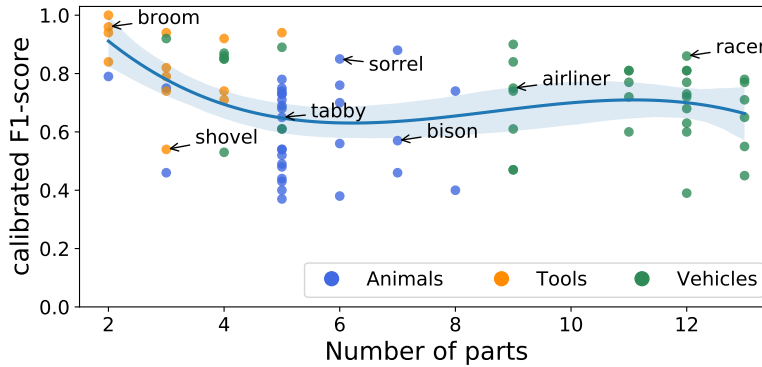 calibrated F1-score
1.0
0.8
0.6
0.4
0.2
0.0
broom
racer
sorrel
airliner
tabby
bison
shovel
Animals Tools Vehicles
2 4 6 8 10 12
Number of parts